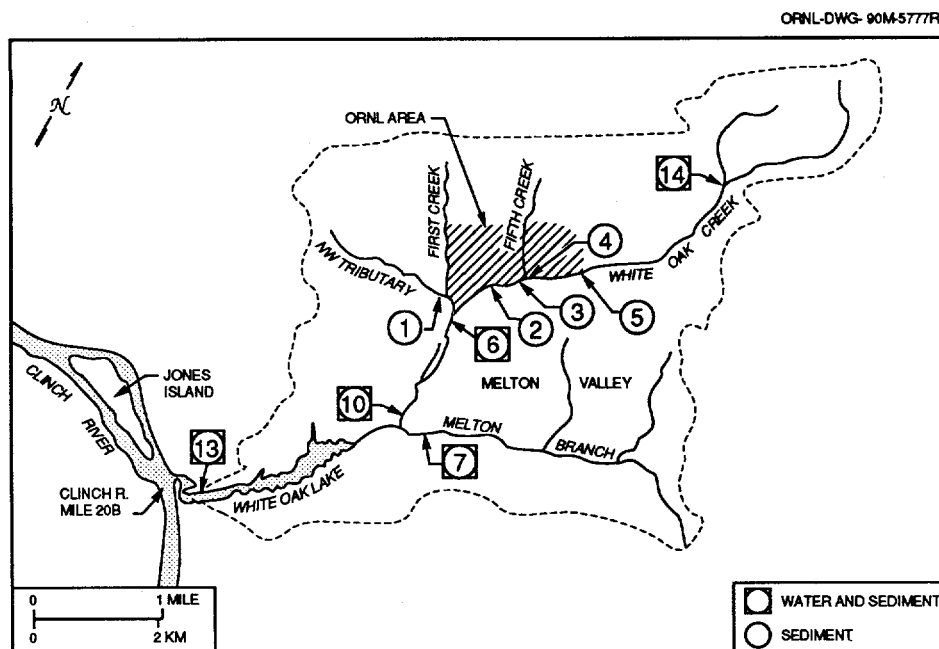 ORNL-DWG- 90M-5777R
N
ORNL AREA
FIRST CREEK
FIFTH CREEK
14
NW TRIBUTARY
4
WHITE OAK CREEK
1
6
2
3
5
JONES
ISLAND
CLINCH
RIVER
MELTON VALLEY
10
MELTON BRANCH
7
13
WHITE OAK LAKE
CLINCH R.
MILE 20B
0 1 MILE
0 2 KM
WATER AND SEDIMENT
SEDIMENT